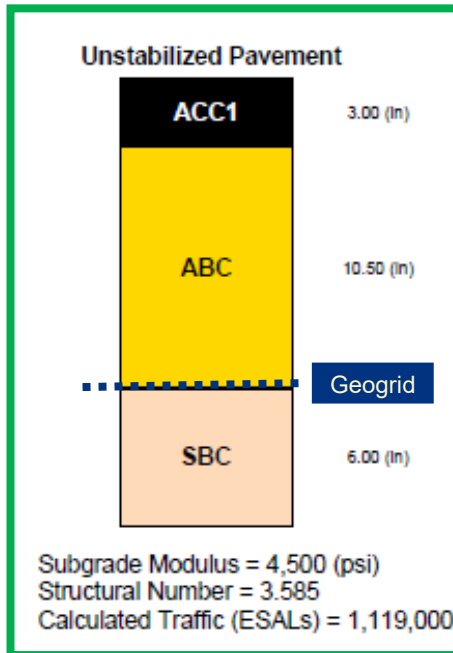 Unstabilized Pavement
ACC1 3.00 (in)
ABC 10.50 (in)
Geogrid
SBC 6.00 (in)
Subgrade Modulus = 4,500 (psi)
Structural Number = 3.585
Calculated Traffic (ESALs) = 1,119,000